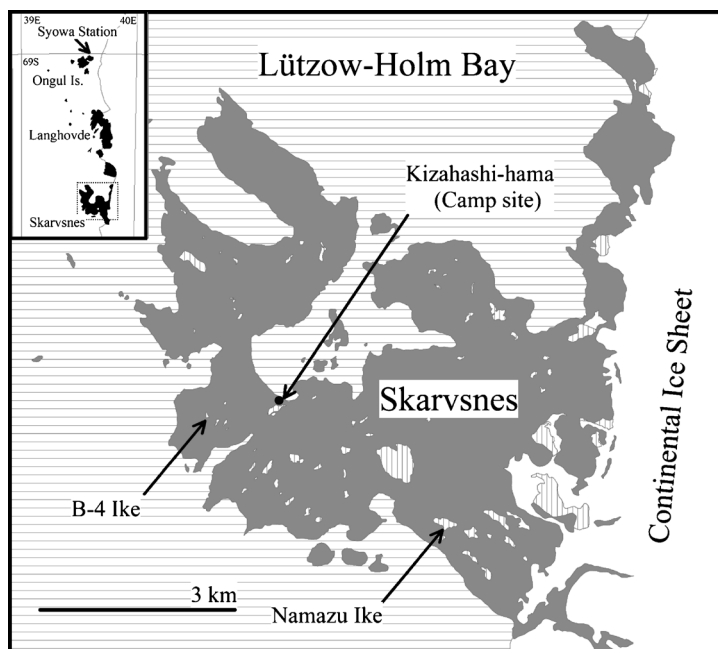 39E
40E
Syowa Station
69S
Ongul Is.
Langhovde
Skarvsnes
Lützow-Holm Bay
Kizahashi-hama
(Camp site)
Skarvsnes
Continental Ice Sheet
B-4 Ike
3 km
Namazu Ike